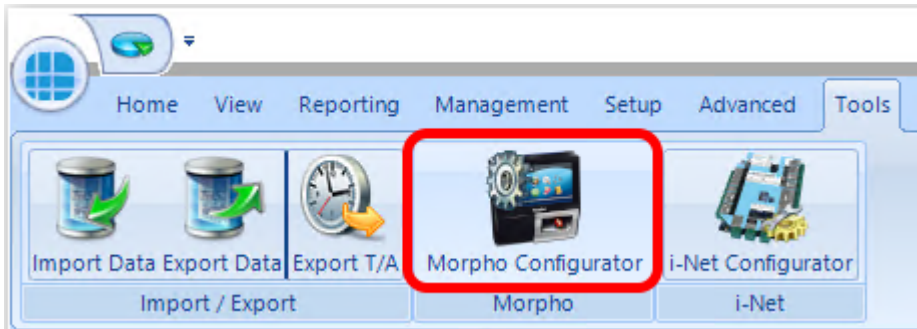 Home View Reporting Management Setup Advanced Tools
Import Data Export Data Export T/A Morpho Configurator i-Net Configurator
Import / Export Morpho i-Net